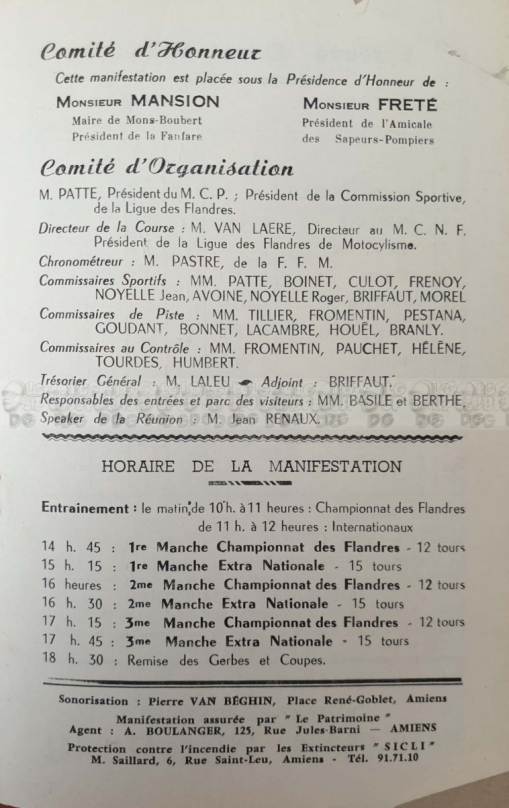 Comité d'Honneur
Cette manifestation est placée sous la Présidence d'Honneur de :
MONSIEUR MANSION
Maire de Mons-Boubert
Président de la Fanfare
MONSIEUR FRETÉ
Président de l'Amicale
des Sapeurs-Pompiers
Comité d'Organisation
M. PATTE, Président du M. C. P. ; Président de la Commission Sportive,
de la Ligue des Flandres.
Directeur de la Course : M. VAN LAERE, Directeur au M. C. N. F.
Président de la Ligue des Flandres de Motocylisme.
Chronométreur : M. PASTRE, de la F. F. M.
Commissaires Sportifs : MM. PATTE, BOINET, CULOT, FRENOY,
NOYELLE Jean, AVOINE, NOYELLE Roger, BRIFFAUT, MOREL
Commissaires de Piste : MM. TILLIER, FROMENTIN, PESTANA,
GOUDANT, BONNET, LACAMBRE, HOUËL, BRANLY.
Commissaires au Contrôle : MM. FROMENTIN, PAUCHET, HÉLÈNE,
TOURDES, HUMBERT.
Trésorier Général : M. LALEU Adjoint : BRIFFAUT.
Responsables des entrées et parc des visiteurs : MM. BASILE et BERTHE.
Speaker de la Réunion : M. Jean RENAUX.
HORAIRE DE LA MANIFESTATION
Entrainement : le matin, de 10 h. à 11 heures : Championnat des Flandres
de 11 h. à 12 heures : Internationaux
14 h. 45 : 1re Manche Championnat des Flandres - 12 tours
15 h. 15 : 1re Manche Extra Nationale - 15 tours
16 heures : 2me Manche Championnat des Flandres - 12 tours
16 h. 30 : 2me Manche Extra Nationale - 15 tours
17 h. 15 : 3me Manche Championnat des Flandres - 12 tours
17 h. 45 : 3me Manche Extra Nationale - 15 tours
18 h. 30 : Remise des Gerbes et Coupes.
Sonorisation : Pierre VAN BÉGHIN, Place René-Goblet, Amiens
Manifestation assurée par " Le Patrimoine "
Agent : A. BOULANGER, 125, Rue Jules-Barni — AMIENS
Protection contre l'incendie par les Extincteurs " SICLI "
M. Saillard, 6, Rue Saint-Leu, Amiens - Tél. 91.71.10